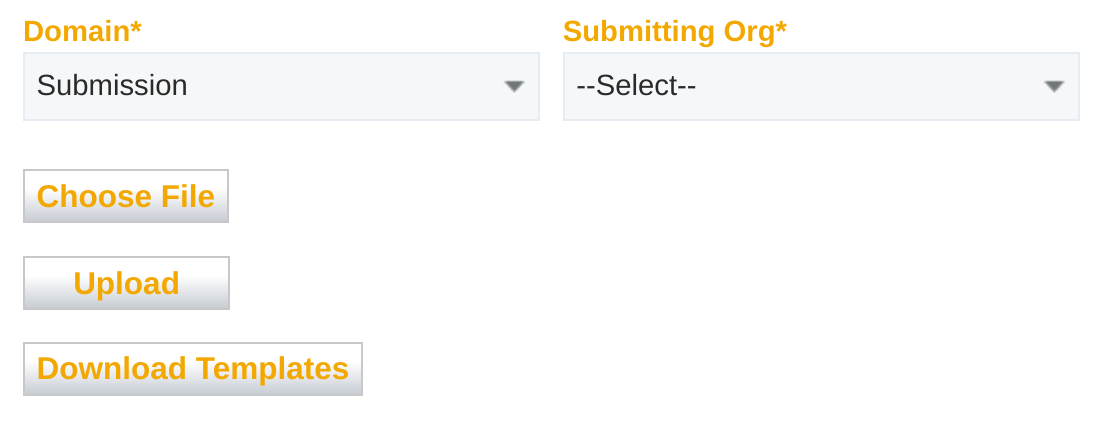 Domain*
Submitting Org*
Submission
--Select--
Choose File
Upload
Download Templates